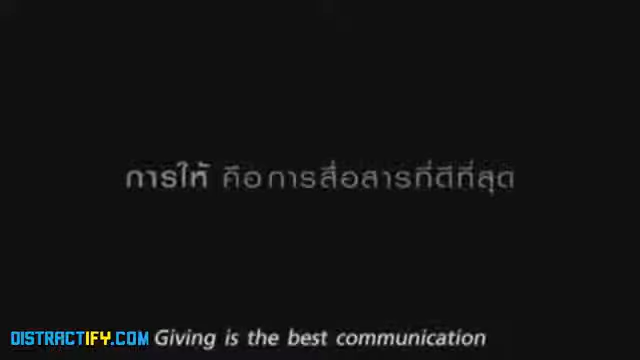 การให้ คือการสื่อสารที่ดีที่สุด
DISTRACTIFY.COM Giving is the best communication